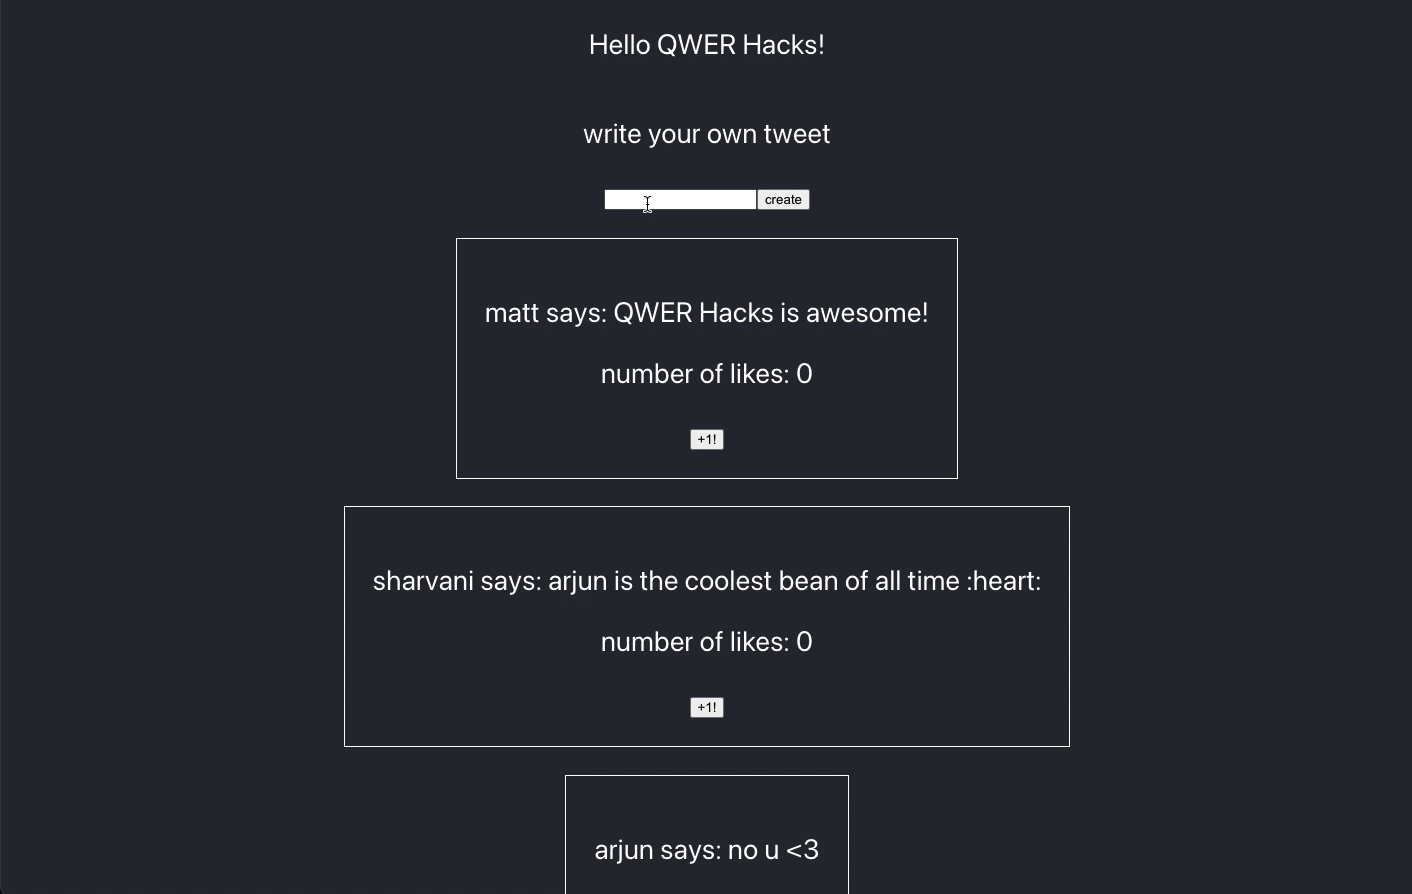 Hello QWER Hacks!
write your own tweet
create
matt says: QWER Hacks is awesome!
number of likes: 0
+1!
sharvani says: arjun is the coolest bean of all time :heart:
number of likes: 0
+1!
arjun says: no u <3